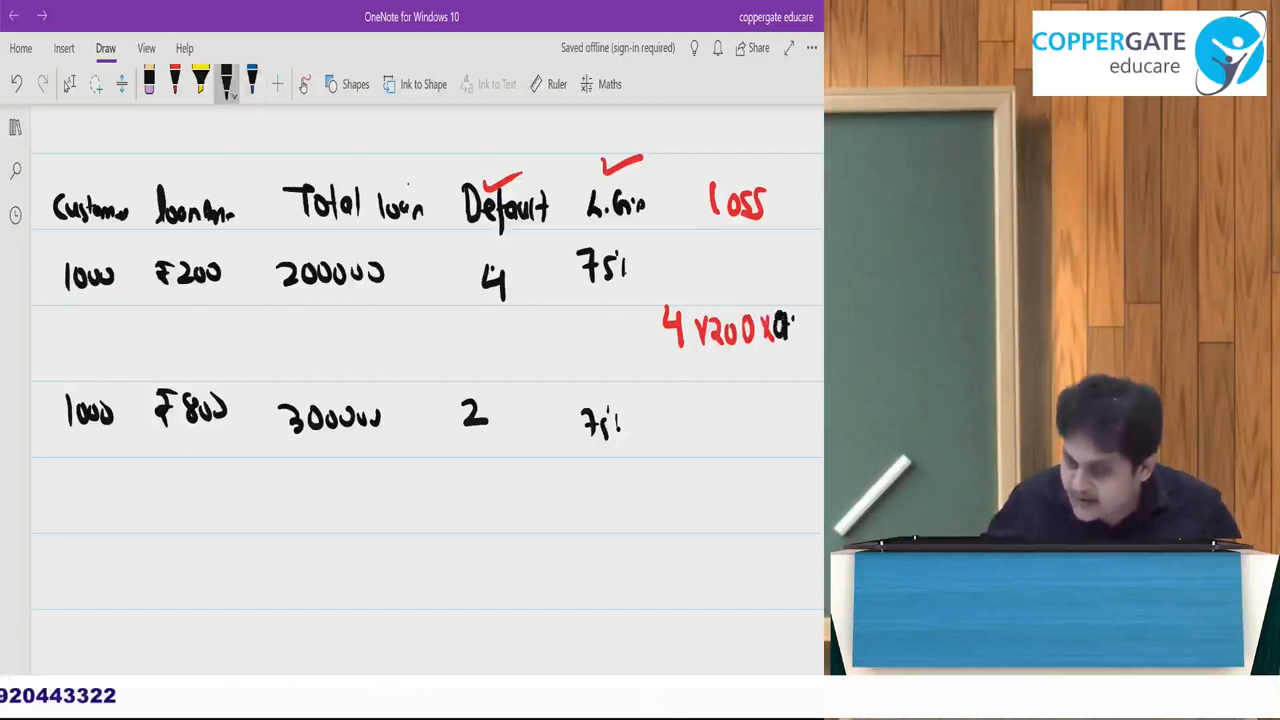 OneNote for Windows 10
coppergate educare
Home Insert Draw View Help
Saved offline (sign-in required) Share
Shapes Ink to Shape Ink to Text Ruler Maths
COPPERGATE
educare
Total loan Default loss
1000 ₹200 200000 4 75%
4 x200x0.
1000 ₹800 300000 2 75%
920443322